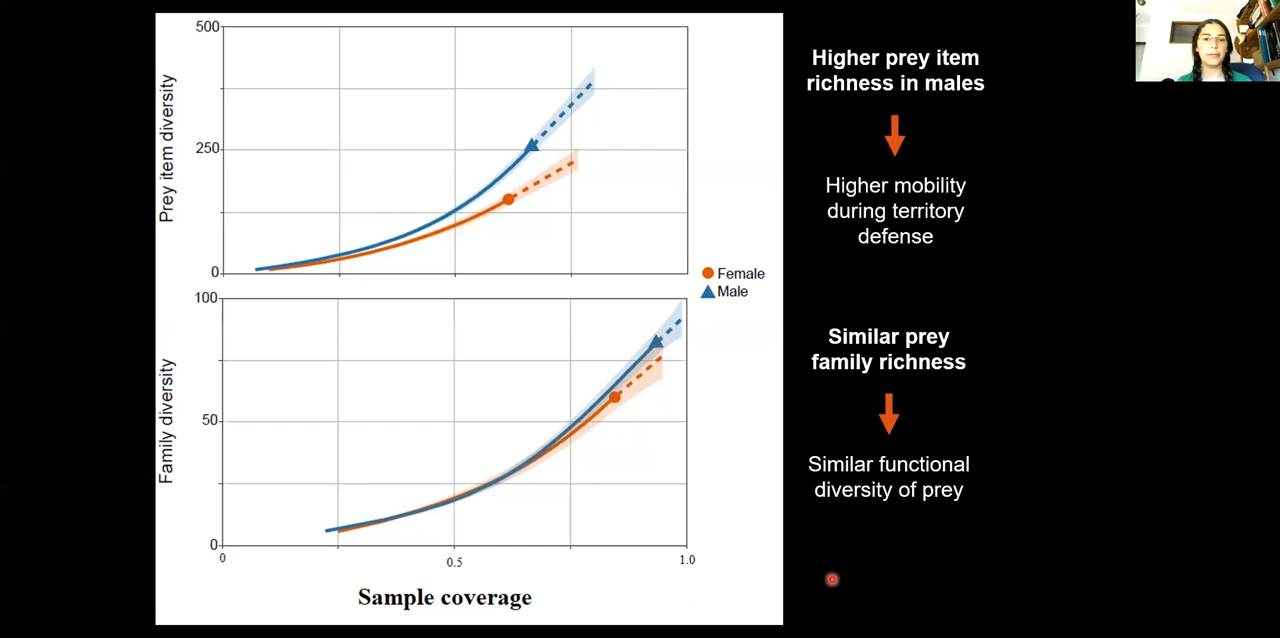 500
250
0
Prey item diversity
Female
Male
100
50
0
Family diversity
0
0.5
1.0
Sample coverage
Higher prey item
richness in males
Higher mobility
during territory
defense
Similar prey
family richness
Similar functional
diversity of prey